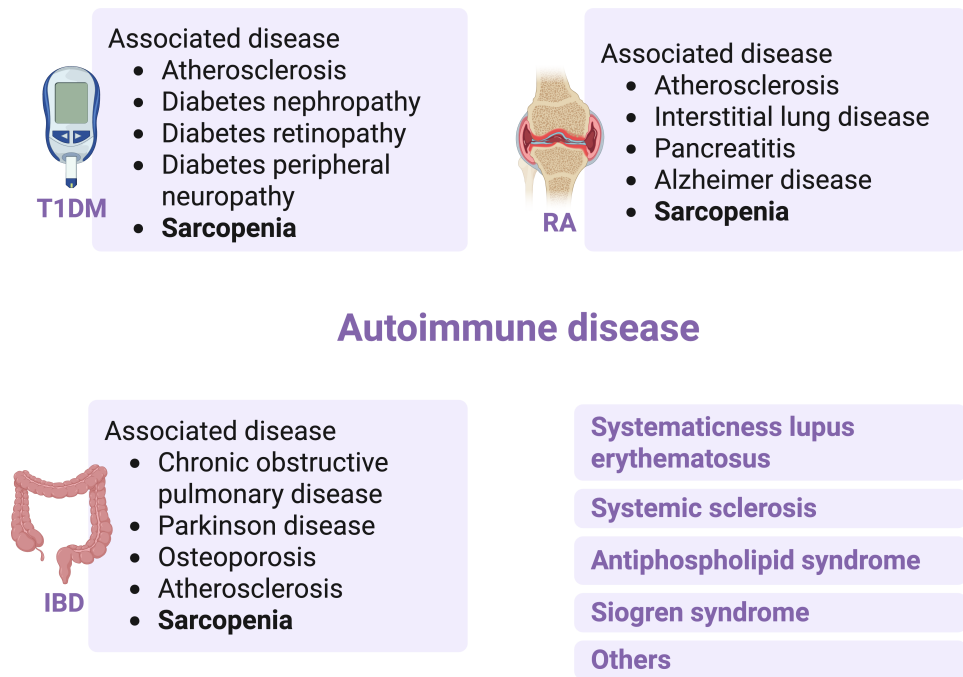 Associated disease
• Atherosclerosis
• Diabetes nephropathy
• Diabetes retinopathy
• Diabetes peripheral
neuropathy
• Sarcopenia
T1DM
Associated disease
• Atherosclerosis
• Interstitial lung disease
• Pancreatitis
• Alzheimer disease
• Sarcopenia
RA
Autoimmune disease
Associated disease
• Chronic obstructive
pulmonary disease
• Parkinson disease
• Osteoporosis
• Atherosclerosis
• Sarcopenia
IBD
Systematicness lupus
erythematosus
Systemic sclerosis
Antiphospholipid syndrome
Siogren syndrome
Others